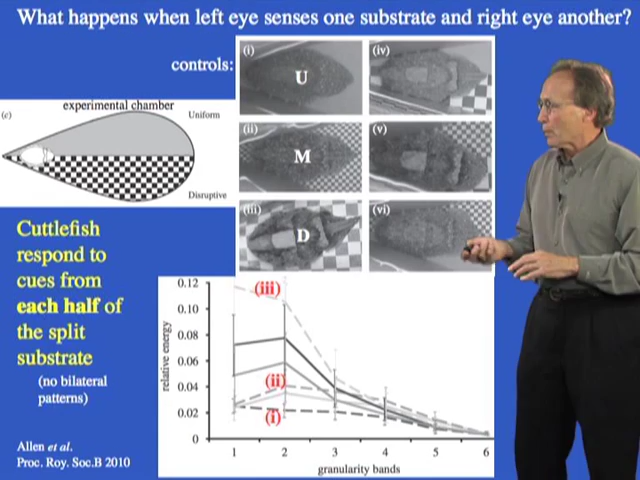 What happens when left eye senses one substrate and right eye another?
controls:
(i)
U
(iv)
(ii)
M
(v)
(iii)
D
(vi)
experimental chamber
(c)
Uniform
Disruptive
Cuttlefish
respond to
cues from
each half of
the split
substrate
(no bilateral
patterns)
Allen et al.
Proc. Roy. Soc.B 2010
relative energy
0.12
0.10
0.08
0.06
0.04
0.02
0
(iii)
(ii)
(i)
1 2 3 4 5 6
granularity bands